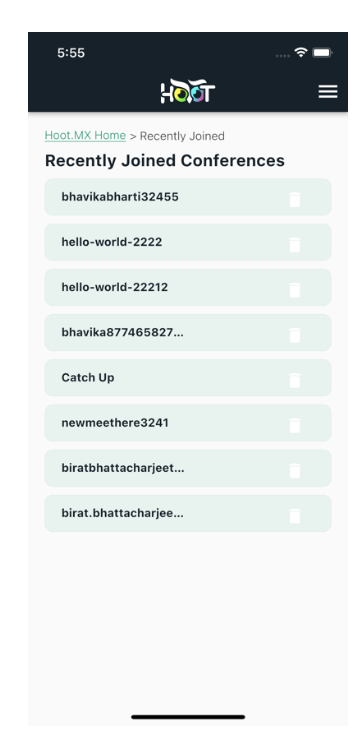 5:55
HOOT
Hoot.MX Home > Recently Joined
Recently Joined Conferences
bhavikabharti32455
hello-world-2222
hello-world-22212
bhavika877465827...
Catch Up
newmeethere3241
biratbhattacharjeet...
birat.bhattacharjee...